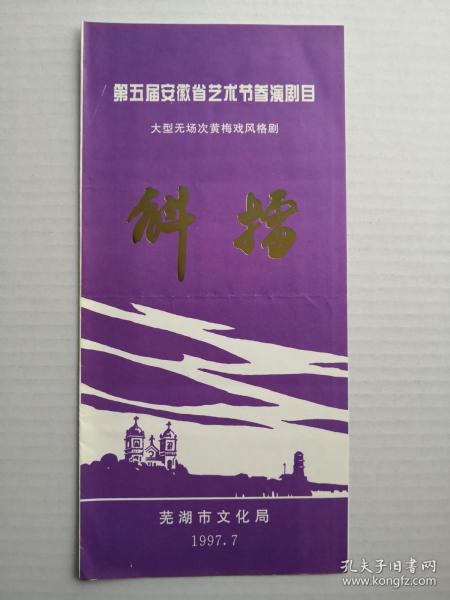 第五届安徽省艺术节参演剧目
大型无场次黄梅戏风格剧
斛擂
芜湖市文化局
1997.7
孔夫子旧书网
www.kongfz.com